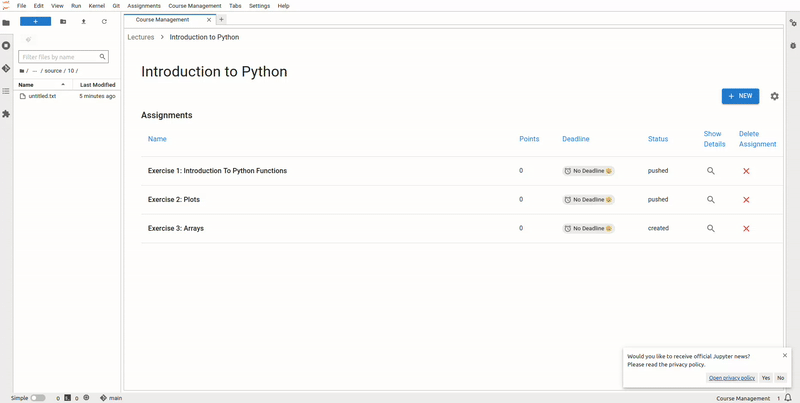 File Edit View Run Kernel Git Assignments Course Management Tabs Settings Help
Course Management
Filter files by name
/ ··· / source / 10 /
Name Last Modified
untitled.txt 5 minutes ago
Lectures > Introduction to Python
Introduction to Python
+ NEW
Assignments
Name Points Deadline Status Show Details Delete Assignment
Exercise 1: Introduction To Python Functions 0 No Deadline 😄 pushed
Exercise 2: Plots 0 No Deadline 😄 pushed
Exercise 3: Arrays 0 No Deadline 😄 created
Would you like to receive official Jupyter news?
Please read the privacy policy.
Open privacy policy Yes No
Simple 0 0 main Course Management 1